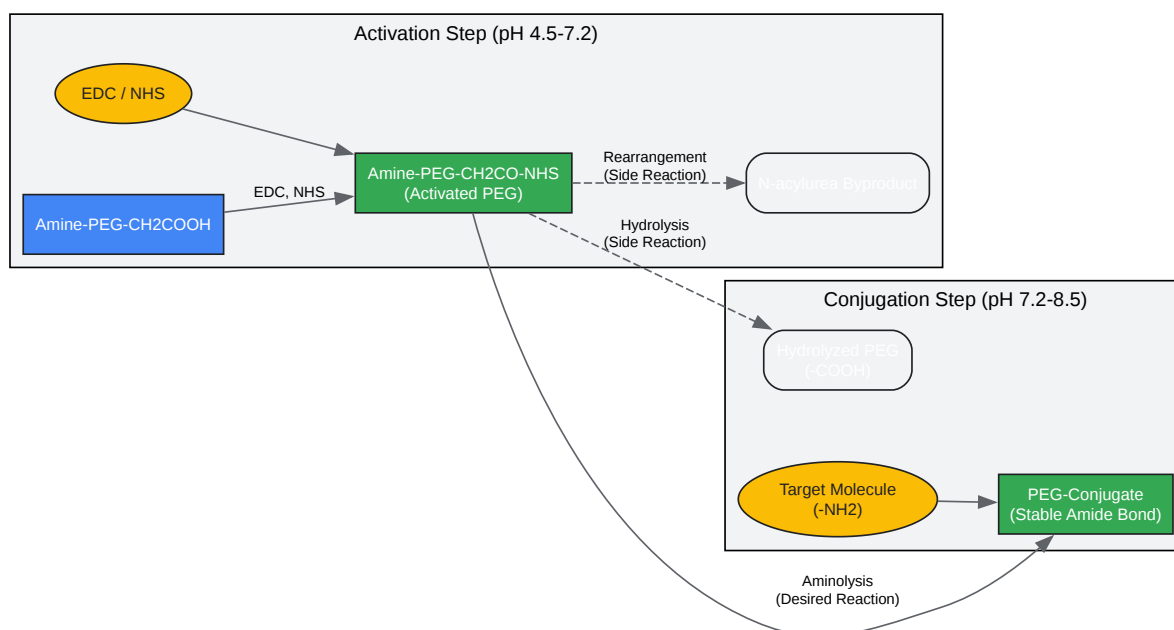 Activation Step (pH 4.5-7.2)
EDC / NHS
Amine-PEG-CH2COOH
EDC, NHS
Amine-PEG-CH2CO-NHS
(Activated PEG)
Rearrangement
(Side Reaction)
N-acylurea Byproduct
Hydrolysis
(Side Reaction)
Conjugation Step (pH 7.2-8.5)
Hydrolyzed PEG
(-COOH)
Target Molecule
(-NH2)
PEG-Conjugate
(Stable Amide Bond)
Aminolysis
(Desired Reaction)